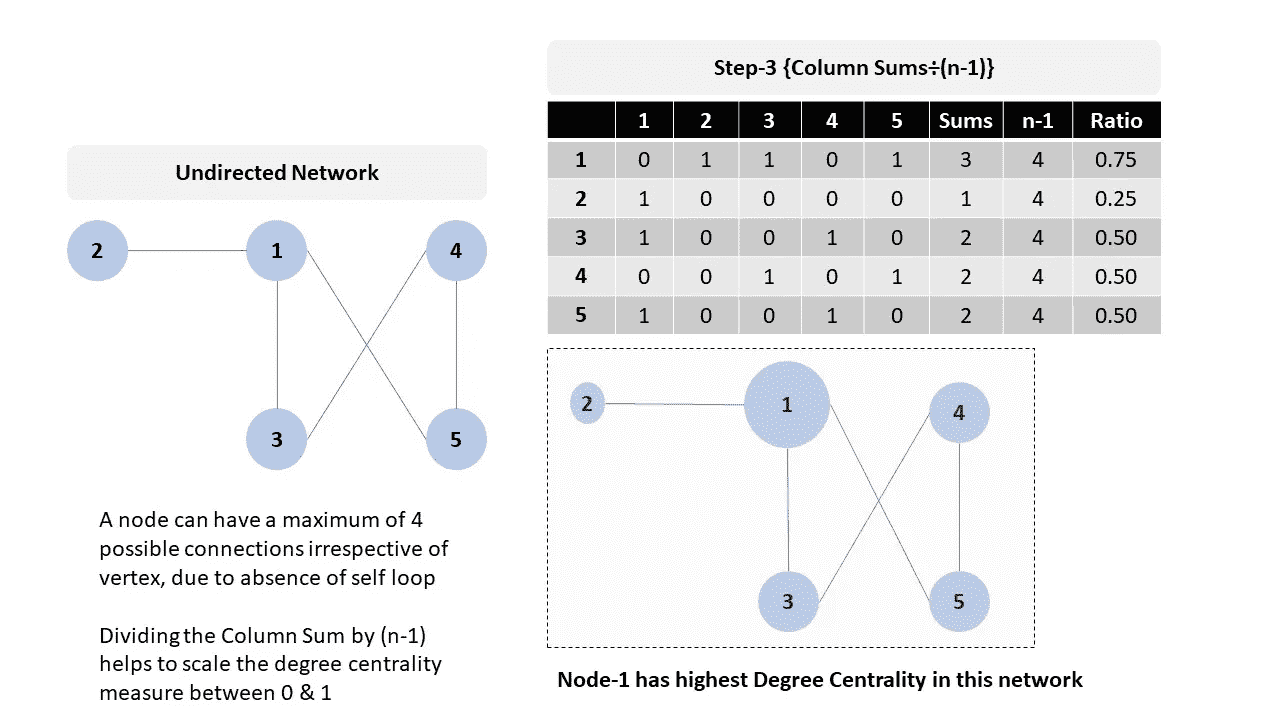 Undirected Network
2 1 4
3 5
A node can have a maximum of 4
possible connections irrespective of
vertex, due to absence of self loop
Dividing the Column Sum by (n-1)
helps to scale the degree centrality
measure between 0 & 1
Step-3 {Column Sums÷(n-1)}
1 2 3 4 5 Sums n-1 Ratio
1 0 1 1 0 1 3 4 0.75
2 1 0 0 0 0 1 4 0.25
3 1 0 0 1 0 2 4 0.50
4 0 0 1 0 1 2 4 0.50
5 1 0 0 1 0 2 4 0.50
2 1 4
3 5
Node-1 has highest Degree Centrality in this network